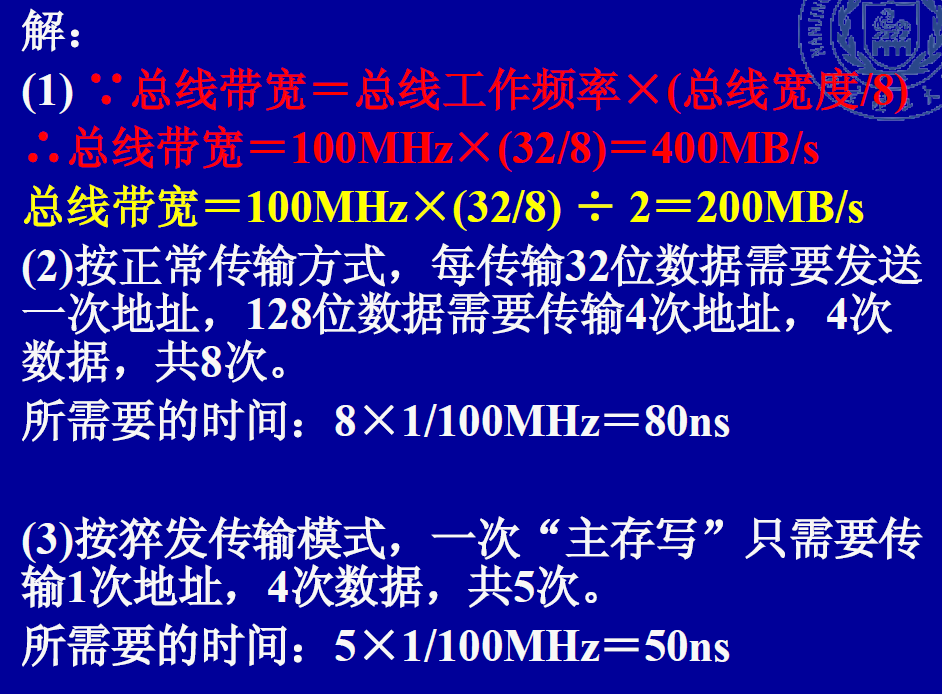 解：
(1) ∵总线带宽＝总线工作频率×(总线宽度/8)
∴总线带宽＝100MHz×(32/8)＝400MB/s
总线带宽＝100MHz×(32/8) ÷ 2＝200MB/s
(2)按正常传输方式，每传输32位数据需要发送
一次地址，128位数据需要传输4次地址，4次
数据，共8次。
所需要的时间：8×1/100MHz＝80ns
(3)按猝发传输模式，一次“主存写”只需要传
输1次地址，4次数据，共5次。
所需要的时间：5×1/100MHz＝50ns
NANJING